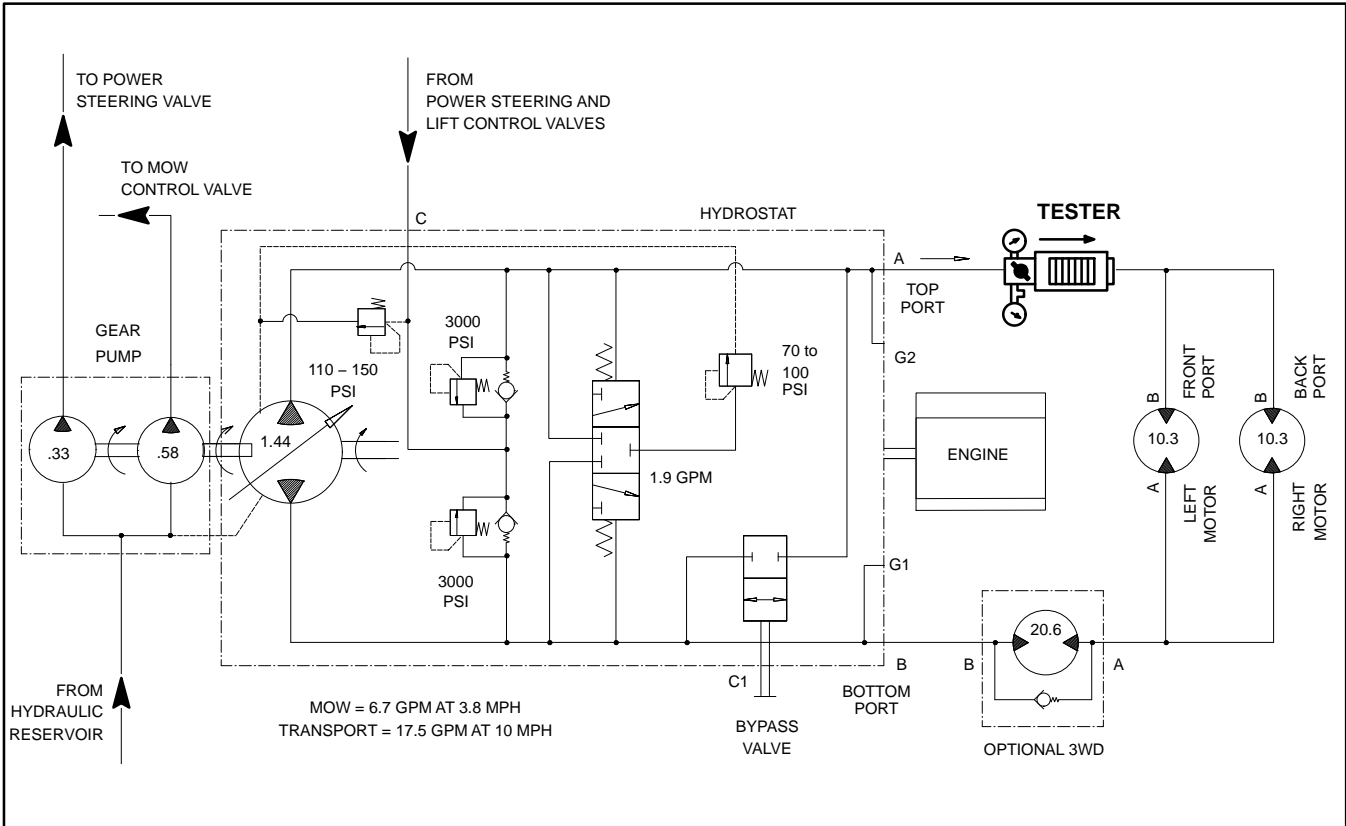 TO POWER
STEERING VALVE
FROM
POWER STEERING AND
LIFT CONTROL VALVES
TO MOW
CONTROL VALVE
C
HYDROSTAT
TESTER
A
TOP
PORT
GEAR
PUMP
3000
PSI
110 – 150
PSI
70 to
100
PSI
G2
B
FRONT
PORT
B
BACK
PORT
.33
.58
1.44
1.9 GPM
ENGINE
10.3
10.3
A
LEFT
MOTOR
A
RIGHT
MOTOR
3000
PSI
G1
20.6
B
B
A
C1
BOTTOM
PORT
BYPASS
VALVE
OPTIONAL 3WD
FROM
HYDRAULIC
RESERVOIR
MOW = 6.7 GPM AT 3.8 MPH
TRANSPORT = 17.5 GPM AT 10 MPH